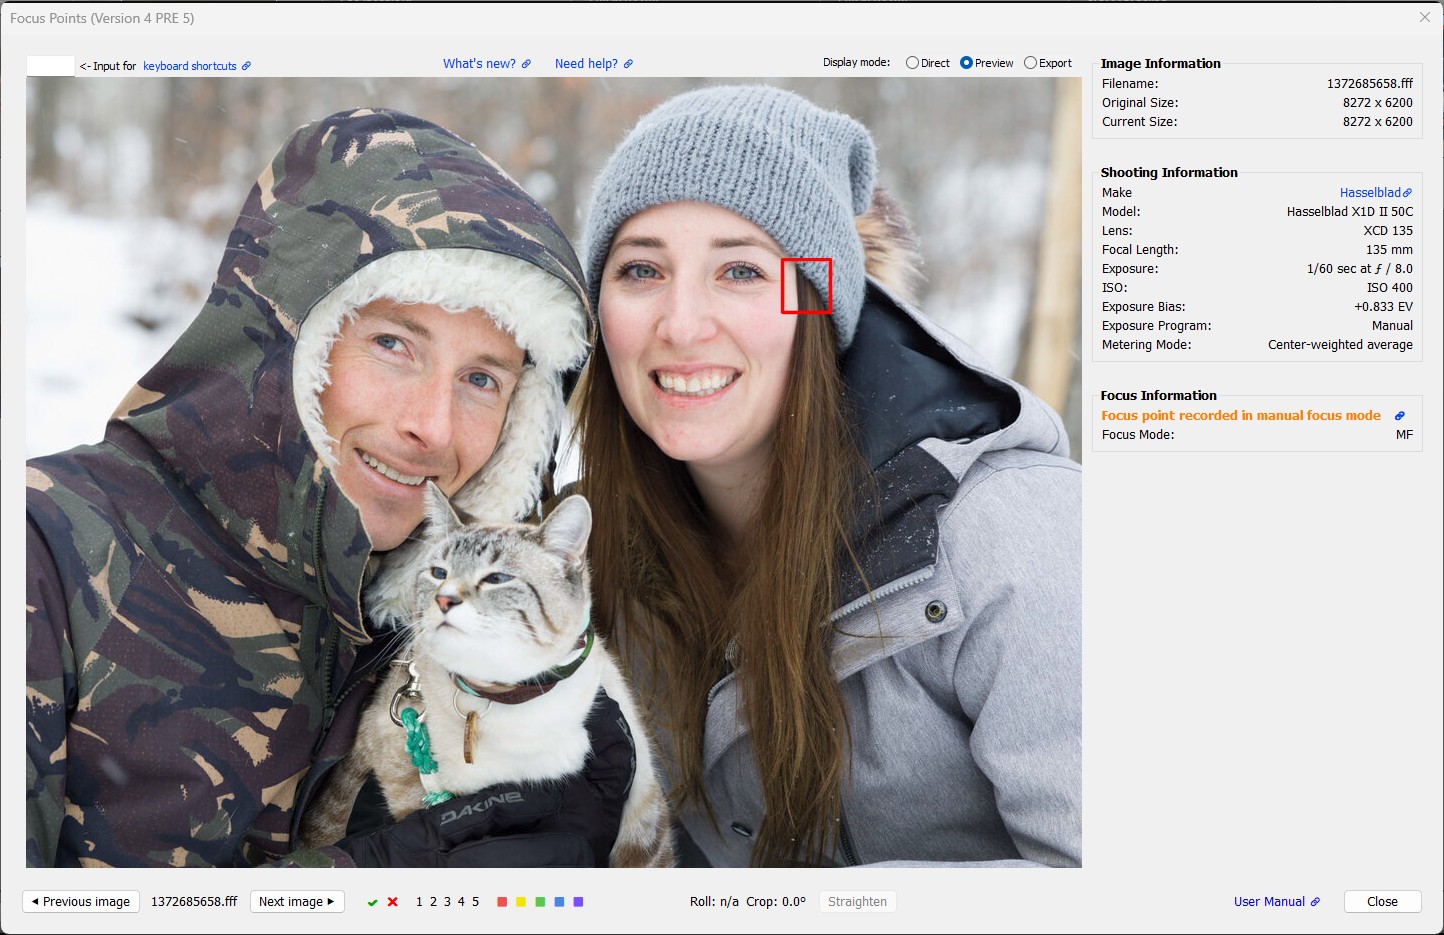 Focus Points (Version 4 PRE 5)
<- Input for keyboard shortcuts
What's new?
Need help?
Display mode: Direct Preview Export
Image Information
Filename: 1372685658.fff
Original Size: 8272 x 6200
Current Size: 8272 x 6200
Shooting Information
Make Hasselblad
Model: Hasselblad X1D II 50C
Lens: XCD 135
Focal Length: 135 mm
Exposure: 1/60 sec at ƒ / 8.0
ISO: ISO 400
Exposure Bias: +0.833 EV
Exposure Program: Manual
Metering Mode: Center-weighted average
Focus Information
Focus point recorded in manual focus mode
Focus Mode: MF
DAKINE
Previous image 1372685658.fff Next image 1 2 3 4 5 Roll: n/a Crop: 0.0º Straighten User Manual Close